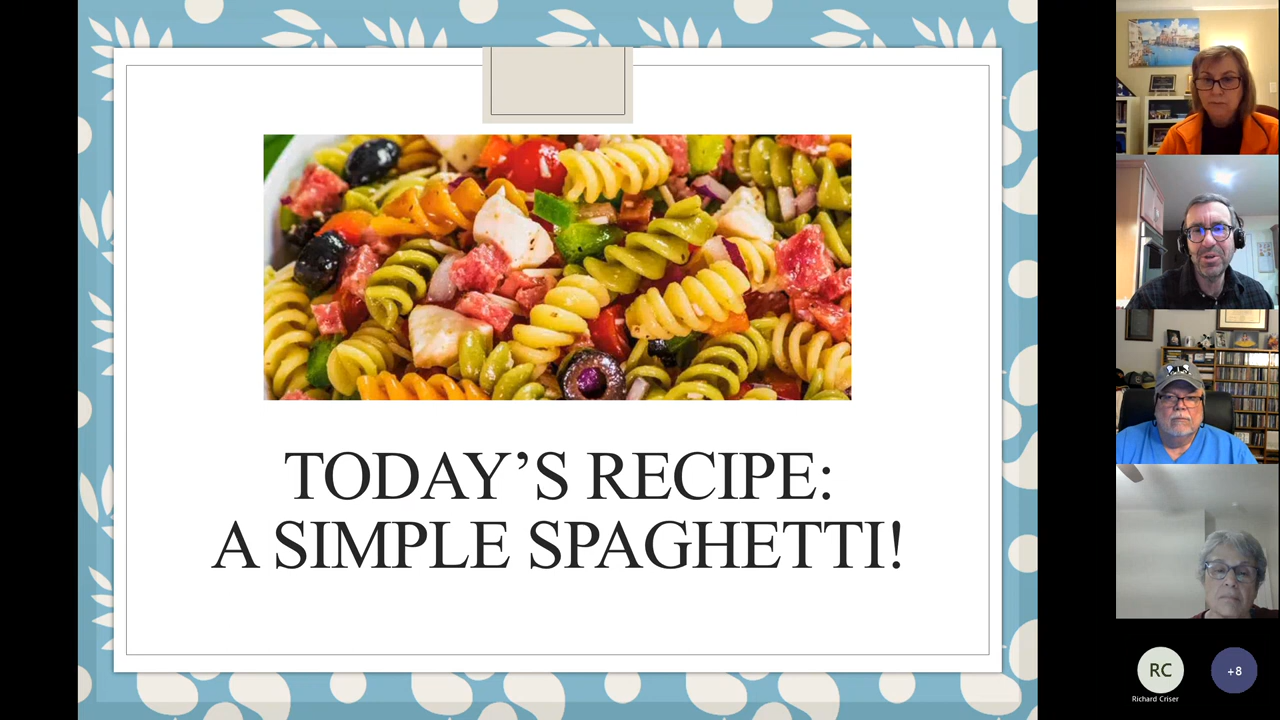 TODAY’S RECIPE:
A SIMPLE SPAGHETTI!
RC
Richard Criser
+8